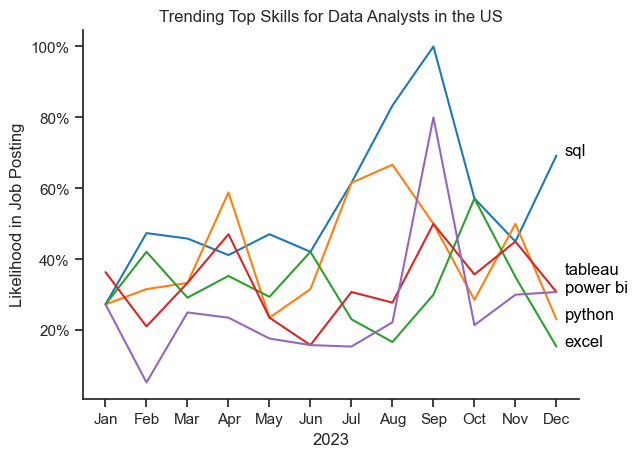 Trending Top Skills for Data Analysts in the US
Likelihood in Job Posting
100%
80%
60%
40%
20%
sql
tableau
power bi
python
excel
Jan Feb Mar Apr May Jun Jul Aug Sep Oct Nov Dec
2023